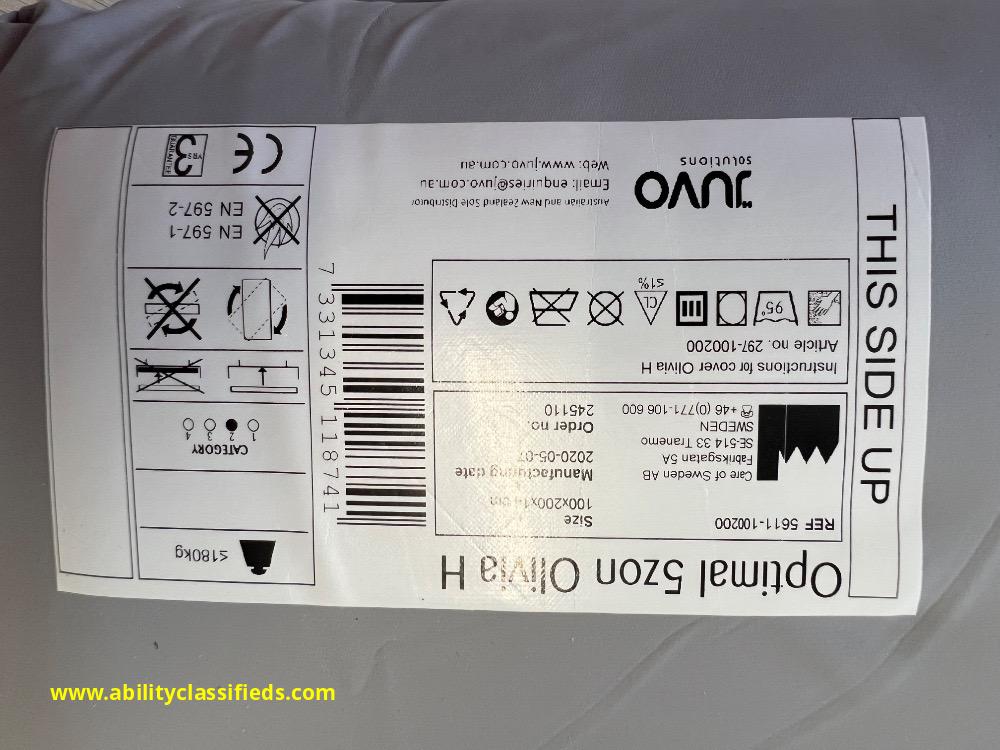 THIS SIDE UP
Optimal 5zon Olivia H
REF 5611-100200
Care of Sweden AB
Fabriksgatan 5A
SE-514 33 Tranemo
SWEDEN
+46 (0)771-106 600
Size
100x200x14 cm
Manufacturing date
2020-05-07
Order no.
245110
Instructions for cover Olivia H
Article no. 297-100200
95°
CL
≤1%
JUVO
solutions
Australian and New Zealand Sole Distributor
Email: enquiries@juvo.com.au
Web: www.juvo.com.au
7 331345 118741
≤180kg
CATEGORY
1 2 3 4
EN 597-1
EN 597-2
CE
3 YRS
GUARANTEE
www.abilityclassifieds.com